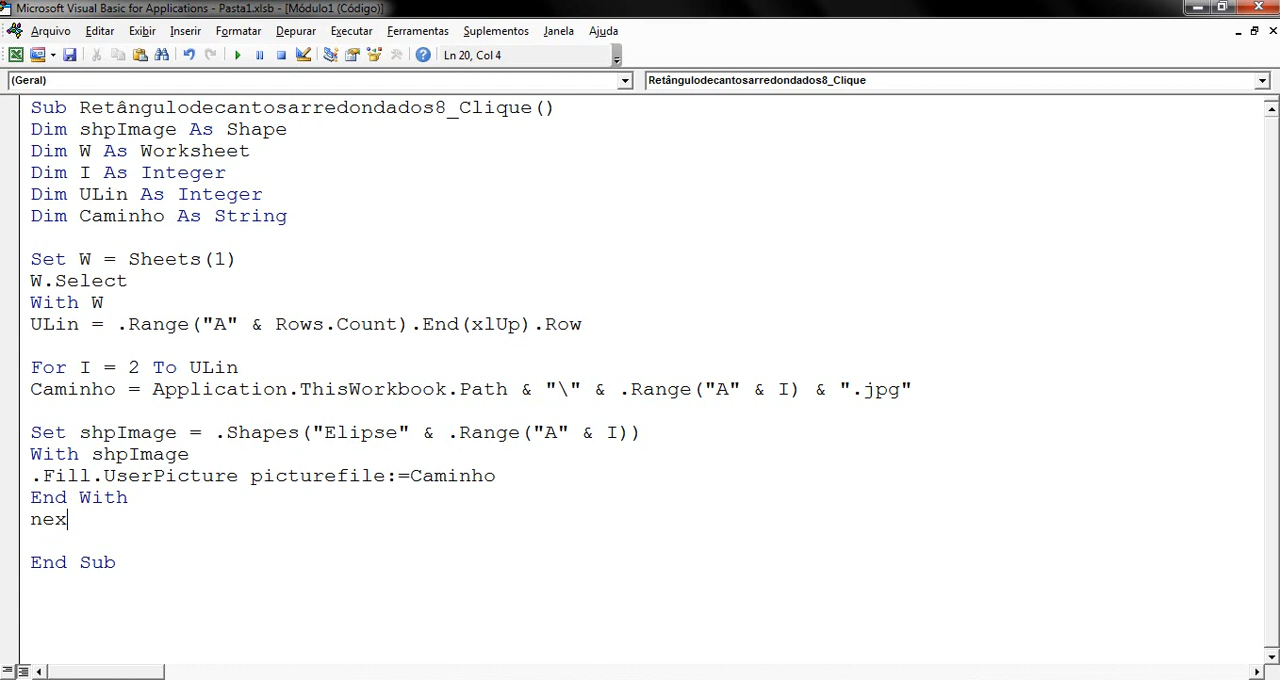 Microsoft Visual Basic for Applications - Pasta1.xlsb - [Módulo1 (Código)]
Arquivo Editar Exibir Inserir Formatar Depurar Executar Ferramentas Suplementos Janela Ajuda
Ln 20, Col 4
(Geral) Retângulodecantosarredondados8_Clique
Sub Retângulodecantosarredondados8_Clique()
Dim shpImage As Shape
Dim W As Worksheet
Dim I As Integer
Dim ULin As Integer
Dim Caminho As String
Set W = Sheets(1)
W.Select
With W
ULin = .Range("A" & Rows.Count).End(xlUp).Row
For I = 2 To ULin
Caminho = Application.ThisWorkbook.Path & "\" & .Range("A" & I) & ".jpg"
Set shpImage = .Shapes("Elipse" & .Range("A" & I))
With shpImage
.Fill.UserPicture picturefile:=Caminho
End With
nex
End Sub